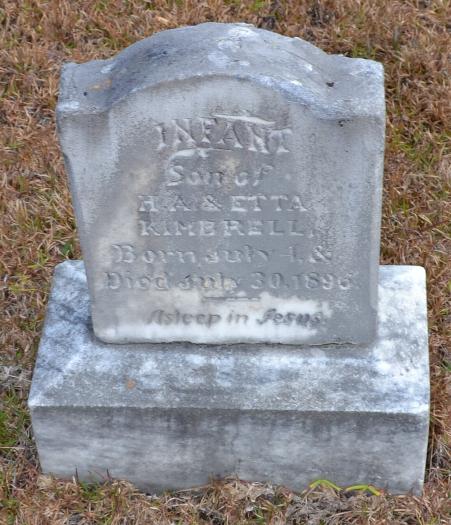 INFANT
Son of
H.A. & ETTA
KIMBRELL,
Born July 4, &
Died July 30, 1896
Asleep in Jesus.